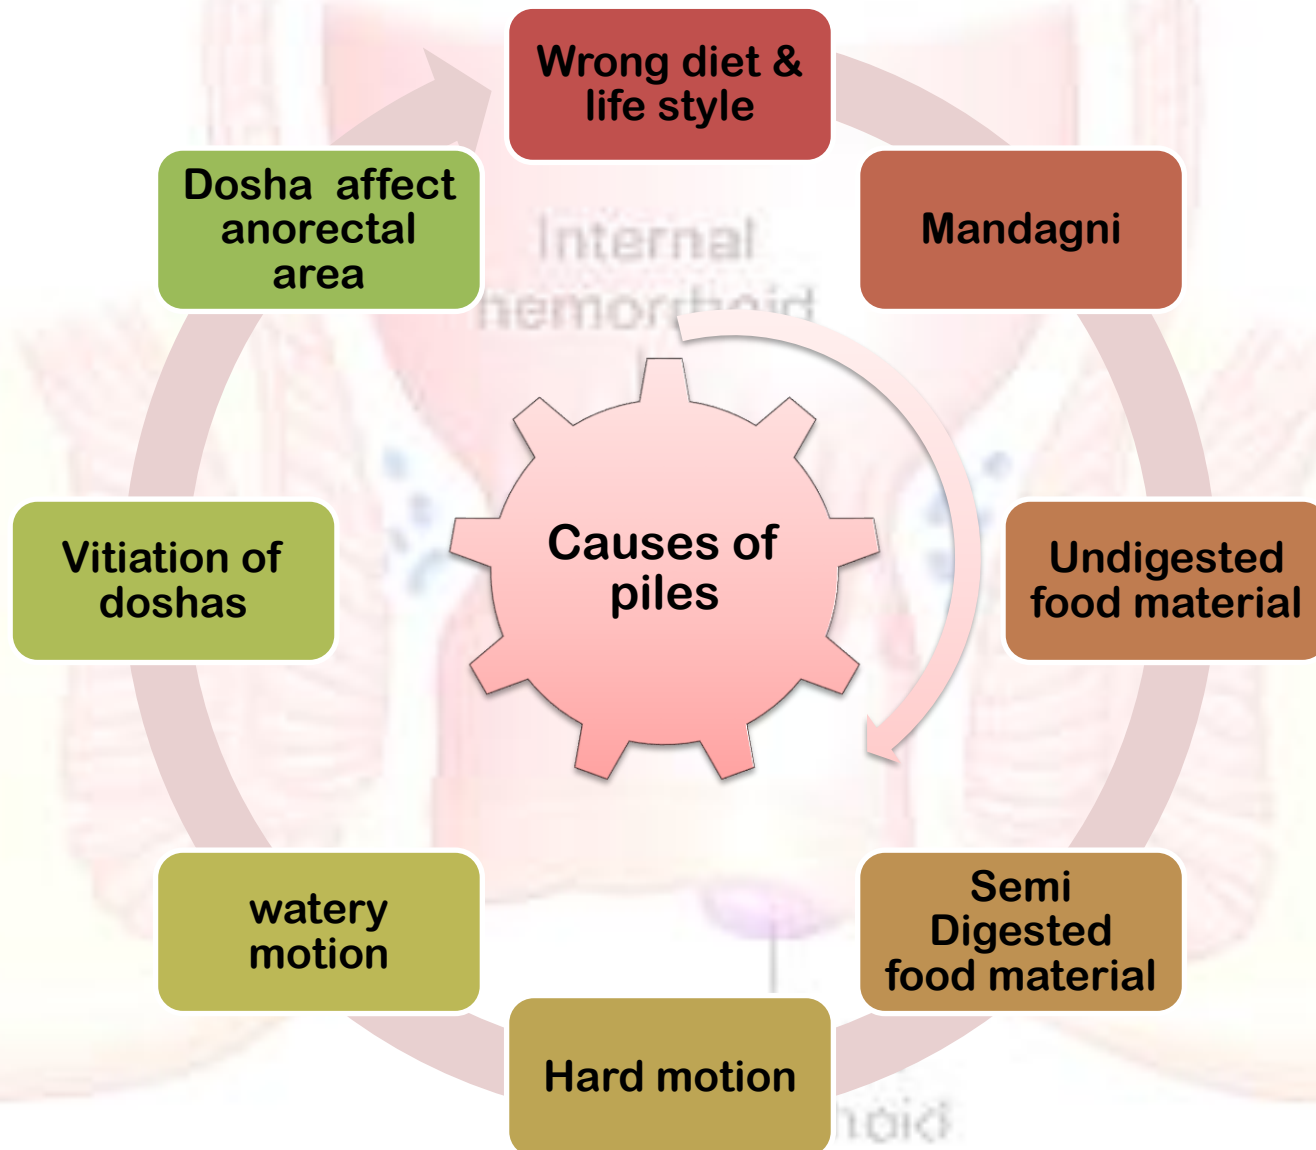 Wrong diet &
life style
Mandagni
Undigested
food material
Semi
Digested
food material
Hard motion
watery
motion
Vitiation of
doshas
Dosha affect
anorectal
area
Causes of
piles
Internal
hemorrhoid